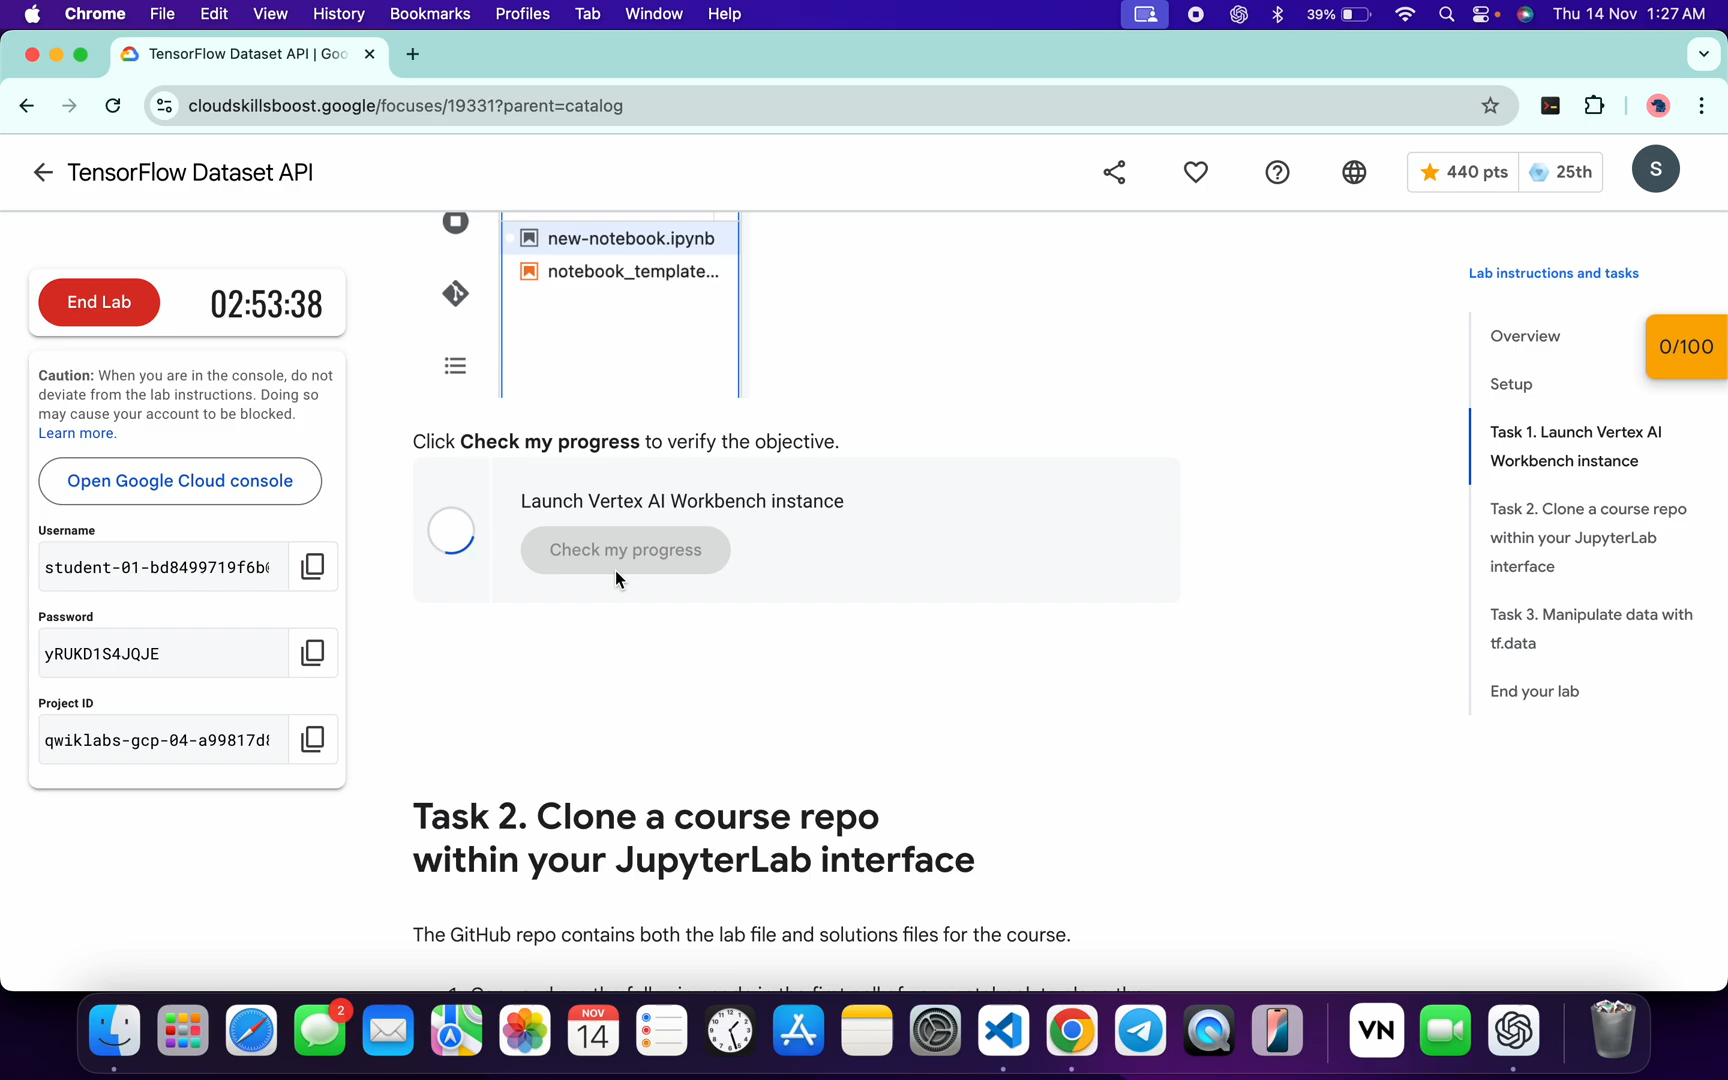 Chrome File Edit View History Bookmarks Profiles Tab Window Help 39% Thu 14 Nov 1:27 AM
TensorFlow Dataset API | Goo
cloudskillsboost.google/focuses/19331?parent=catalog
TensorFlow Dataset API
440 pts 25th S
new-notebook.ipynb
notebook_template...
End Lab 02:53:38
Caution: When you are in the console, do not
deviate from the lab instructions. Doing so
may cause your account to be blocked.
Learn more.
Open Google Cloud console
Username
student-01-bd8499719f6b
Password
yRUKD1S4JQJE
Project ID
qwiklabs-gcp-04-a99817d
Click Check my progress to verify the objective.
Launch Vertex AI Workbench instance
Check my progress
Task 2. Clone a course repo
within your JupyterLab interface
The GitHub repo contains both the lab file and solutions files for the course.
Lab instructions and tasks
Overview
0/100
Setup
Task 1. Launch Vertex AI
Workbench instance
Task 2. Clone a course repo
within your JupyterLab
interface
Task 3. Manipulate data with
tf.data
End your lab
2
NOV
14
VN